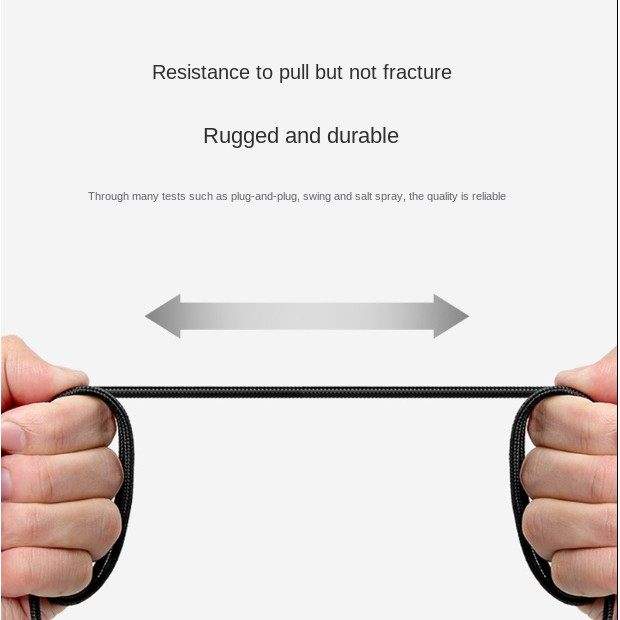 Resistance to pull but not fracture
Rugged and durable
Through many tests such as plug-and-plug, swing and salt spray, the quality is reliable